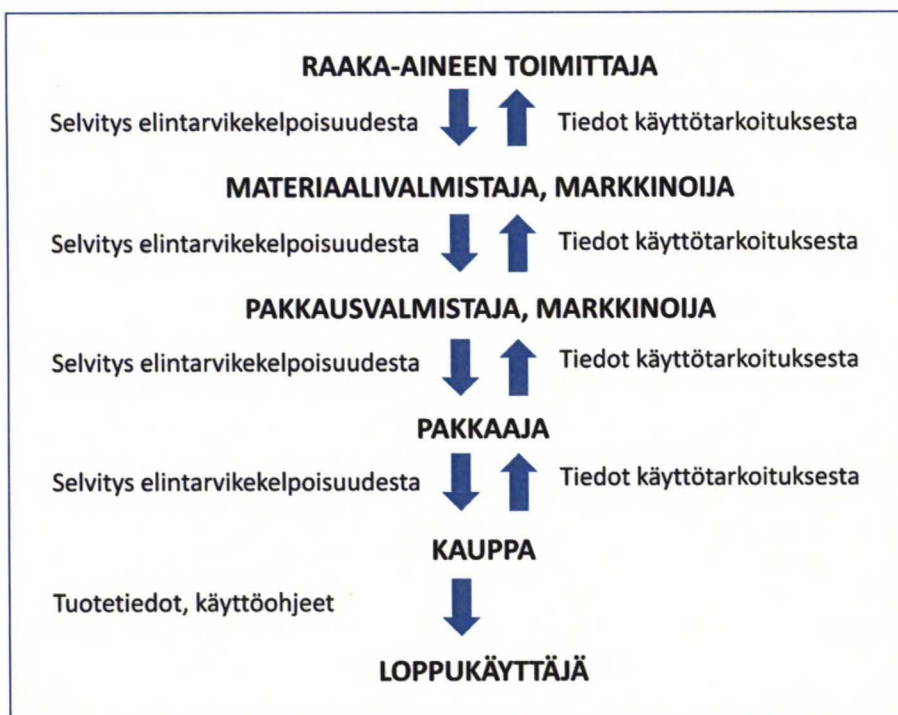 RAAKA-AINEEN TOIMITTAJA
Selvitys elintarvikekelpoisuudesta Tiedot käyttötarkoituksesta
MATERIAALIVALMISTAJA, MARKKINOIJA
Selvitys elintarvikekelpoisuudesta Tiedot käyttötarkoituksesta
PAKKAUSVALMISTAJA, MARKKINOIJA
Selvitys elintarvikekelpoisuudesta Tiedot käyttötarkoituksesta
PAKKAAJA
Selvitys elintarvikekelpoisuudesta Tiedot käyttötarkoituksesta
KAUPPA
Tuotetiedot, käyttöohjeet
LOPPUKÄYTTÄJÄ